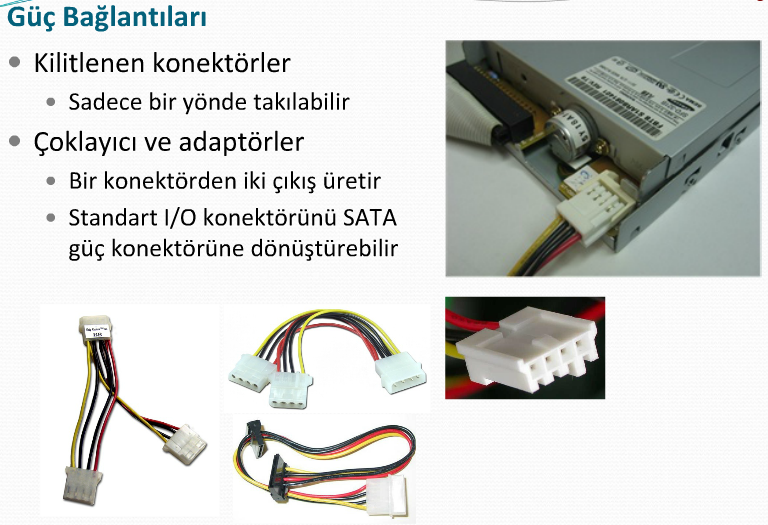 Güç Bağlantıları
Kilitlenen konektörler
Sadece bir yönde takılabilir
Çoklayıcı ve adaptörler
Bir konektörden iki çıkış üretir
Standart I/O konektörünü SATA
güç konektörüne dönüştürebilir